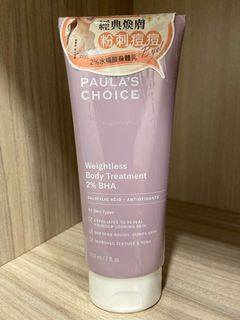 經典煥膚
粉刺痘痘
Bye
2%水楊酸身體乳
PAULA'S
CHOICE
Weightless
Body Treatment
2% BHA
SALICYLIC ACID + ANTIOXIDANTS
All Skin Types
EXFOLIATES TO REVEAL
YOUNGER-LOOKING SKIN
SOFTENS ROUGH, BUMPY SKIN
IMPROVES TEXTURE & TONE